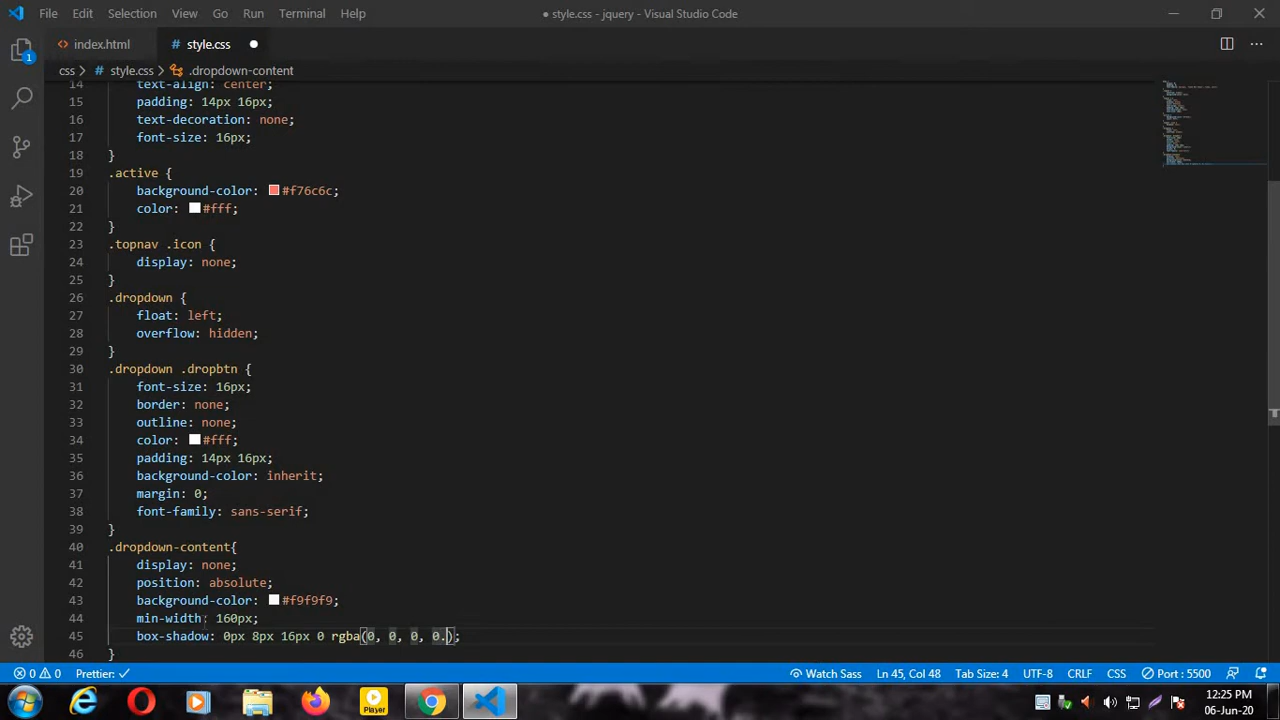 File Edit Selection View Go Run Terminal Help
● style.css - jquery - Visual Studio Code
index.html
# style.css
css > # style.css > .dropdown-content
1
14 text-align: center;
15 padding: 14px 16px;
16 text-decoration: none;
17 font-size: 16px;
18 }
19 .active {
20 background-color: #f76c6c;
21 color: #fff;
22 }
23 .topnav .icon {
24 display: none;
25 }
26 .dropdown {
27 float: left;
28 overflow: hidden;
29 }
30 .dropdown .dropbtn {
31 font-size: 16px;
32 border: none;
33 outline: none;
34 color: #fff;
35 padding: 14px 16px;
36 background-color: inherit;
37 margin: 0;
38 font-family: sans-serif;
39 }
40 .dropdown-content{
41 display: none;
42 position: absolute;
43 background-color: #f9f9f9;
44 min-width: 160px;
45 box-shadow: 0px 8px 16px 0 rgba(0, 0, 0, 0.);
46 }
0 0 Prettier: ✓ Watch Sass Ln 45, Col 48 Tab Size: 4 UTF-8 CRLF CSS Port : 5500
Player
12:25 PM
06-Jun-20